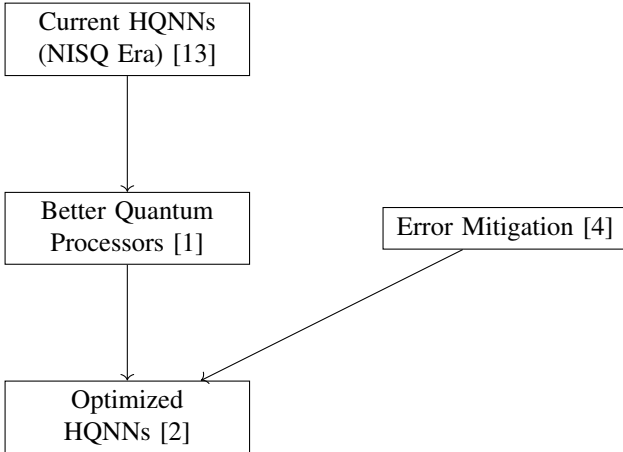 Current HQNNs
(NISQ Era) [13]
Better Quantum
Processors [1]
Error Mitigation [4]
Optimized
HQNNs [2]